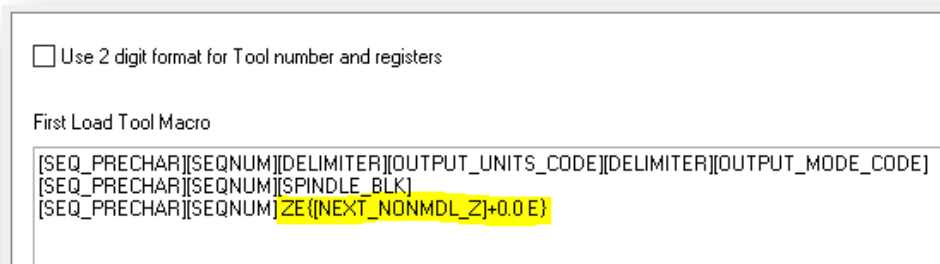 Use 2 digit format for Tool number and registers
First Load Tool Macro
[SEQ_PRECHAR][SEQNUM][DELIMITER][OUTPUT_UNITS_CODE][DELIMITER][OUTPUT_MODE_CODE]
[SEQ_PRECHAR][SEQNUM][SPINDLE_BLK]
[SEQ_PRECHAR][SEQNUM] ZE{[NEXT_NONMDL_Z]+0.0 E}